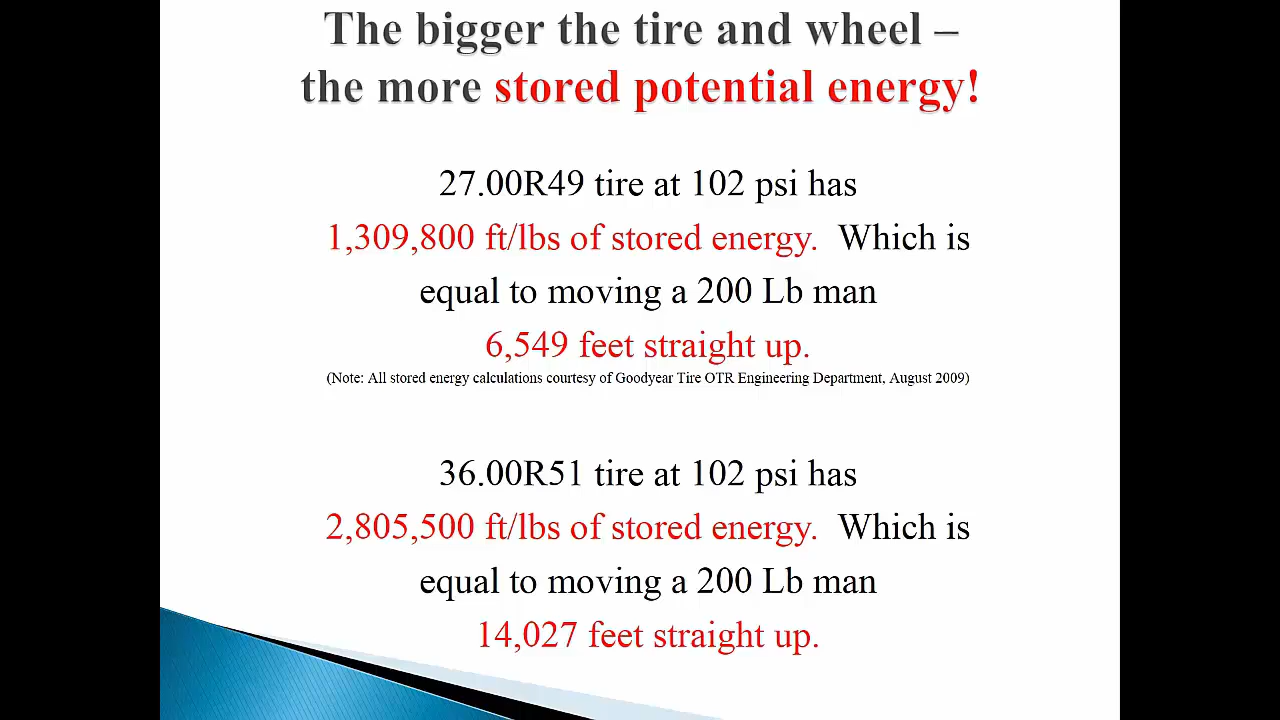 The bigger the tire and wheel –
the more stored potential energy!
27.00R49 tire at 102 psi has
1,309,800 ft/lbs of stored energy. Which is
equal to moving a 200 Lb man
6,549 feet straight up.
(Note: All stored energy calculations courtesy of Goodyear Tire OTR Engineering Department, August 2009)
36.00R51 tire at 102 psi has
2,805,500 ft/lbs of stored energy. Which is
equal to moving a 200 Lb man
14,027 feet straight up.